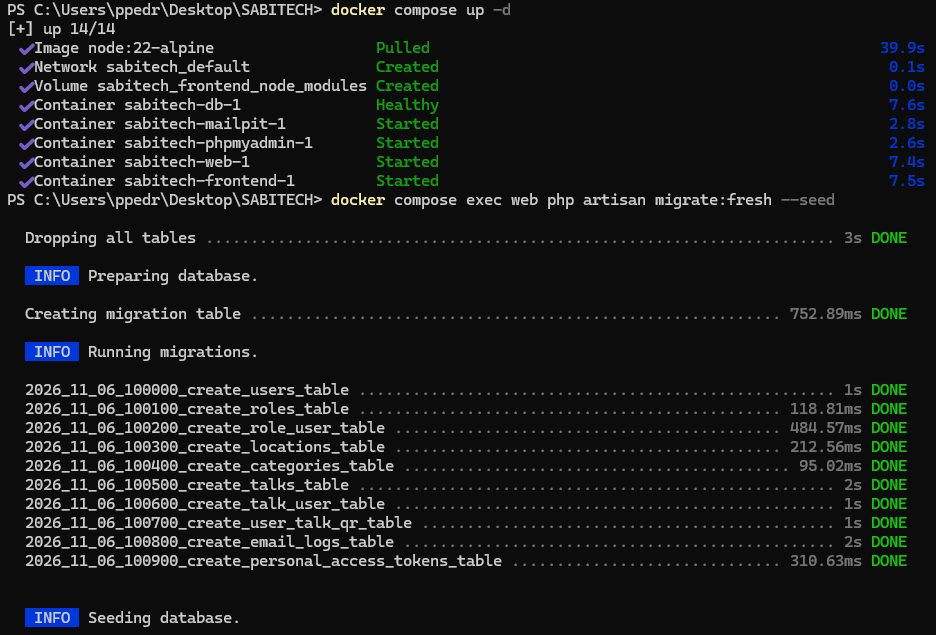 PS C:\Users\ppedr\Desktop\SABITECH> docker compose up -d
[+] up 14/14
✔Image node:22-alpine Pulled 39.9s
✔Network sabitech_default Created 0.1s
✔Volume sabitech_frontend_node_modules Created 0.0s
✔Container sabitech-db-1 Healthy 7.6s
✔Container sabitech-mailpit-1 Started 2.8s
✔Container sabitech-phpmyadmin-1 Started 2.6s
✔Container sabitech-web-1 Started 7.4s
✔Container sabitech-frontend-1 Started 7.5s
PS C:\Users\ppedr\Desktop\SABITECH> docker compose exec web php artisan migrate:fresh --seed
Dropping all tables ...................................................................... 3s DONE
INFO Preparing database.
Creating migration table ........................................................... 752.89ms DONE
INFO Running migrations.
2026_11_06_100000_create_users_table ..................................................... 1s DONE
2026_11_06_100100_create_roles_table ............................................... 118.81ms DONE
2026_11_06_100200_create_role_user_table ........................................... 484.57ms DONE
2026_11_06_100300_create_locations_table ........................................... 212.56ms DONE
2026_11_06_100400_create_categories_table ........................................... 95.02ms DONE
2026_11_06_100500_create_talks_table ..................................................... 2s DONE
2026_11_06_100600_create_talk_user_table ................................................. 1s DONE
2026_11_06_100700_create_user_talk_qr_table .............................................. 1s DONE
2026_11_06_100800_create_email_logs_table ................................................ 2s DONE
2026_11_06_100900_create_personal_access_tokens_table .............................. 310.63ms DONE
INFO Seeding database.